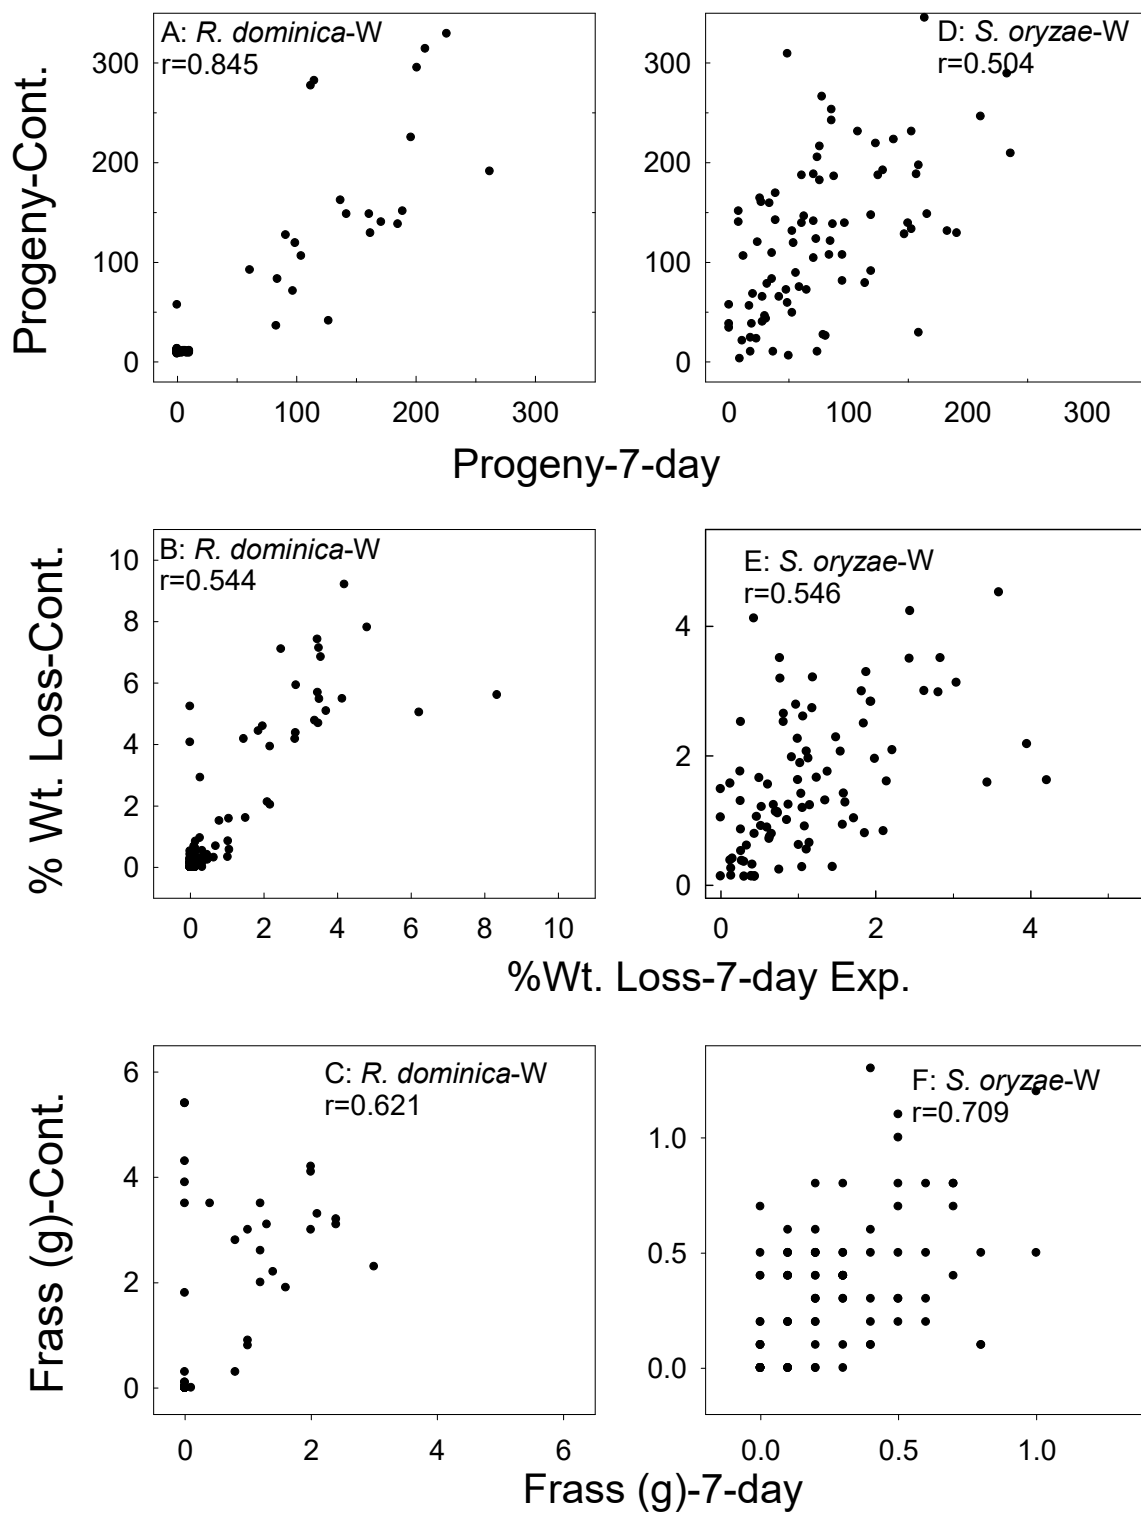 Progeny-Cont.
A: R. dominica-W
r=0.845
300
200
100
0
0 100 200 300
D: S. oryzae-W
r=0.504
300
200
100
0
0 100 200 300
Progeny-7-day
% Wt. Loss-Cont.
B: R. dominica-W
r=0.544
10
8
6
4
2
0
0 2 4 6 8 10
E: S. oryzae-W
r=0.546
4
2
0
0 2 4
%Wt. Loss-7-day Exp.
Frass (g)-Cont.
C: R. dominica-W
r=0.621
6
4
2
0
0 2 4 6
F: S. oryzae-W
r=0.709
1.0
0.5
0.0
0.0 0.5 1.0
Frass (g)-7-day